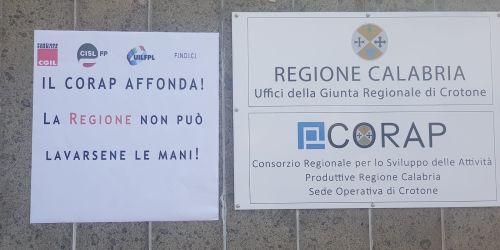 FUNZIONE
CGIL
CISL FP
UILFPL
FINDICI
IL CORAP AFFONDA!
LA REGIONE NON PUÒ
LAVARSENE LE MANI!
REGIONE CALABRIA
Uffici della Giunta Regionale di Crotone
CORAP
Consorzio Regionale per lo Sviluppo delle Attività
Produttive Regione Calabria
Sede Operativa di Crotone